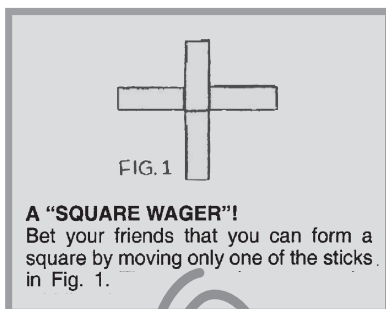 FIG. 1
A “SQUARE WAGER”!
Bet your friends that you can form a
square by moving only one of the sticks
in Fig. 1.